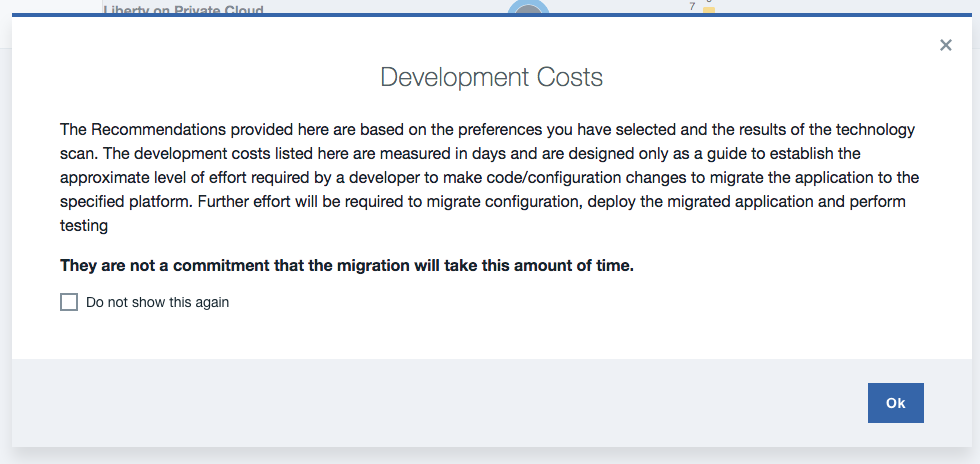 Liberty on Private Cloud
7
Development Costs
The Recommendations provided here are based on the preferences you have selected and the results of the technology
scan. The development costs listed here are measured in days and are designed only as a guide to establish the
approximate level of effort required by a developer to make code/configuration changes to migrate the application to the
specified platform. Further effort will be required to migrate configuration, deploy the migrated application and perform
testing
They are not a commitment that the migration will take this amount of time.
Do not show this again
Ok